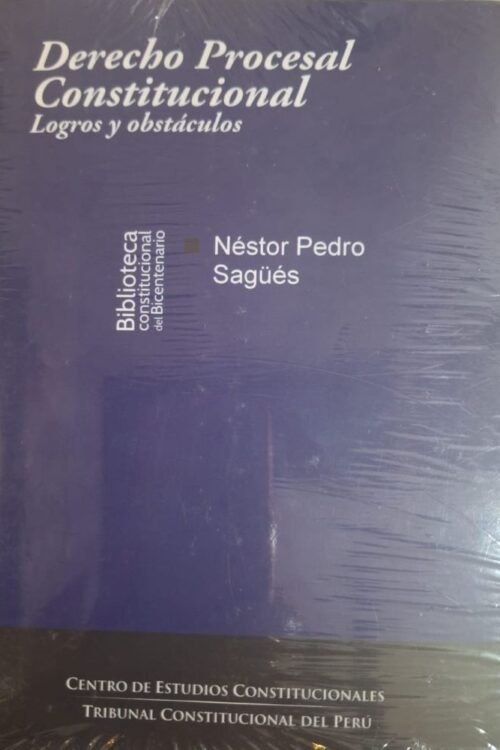 Derecho Procesal
Constitucional
Logros y obstáculos
Biblioteca
constitucional
del Bicentenario
Néstor Pedro
Sagüés
CENTRO DE ESTUDIOS CONSTITUCIONALES
TRIBUNAL CONSTITUCIONAL DEL PERÚ